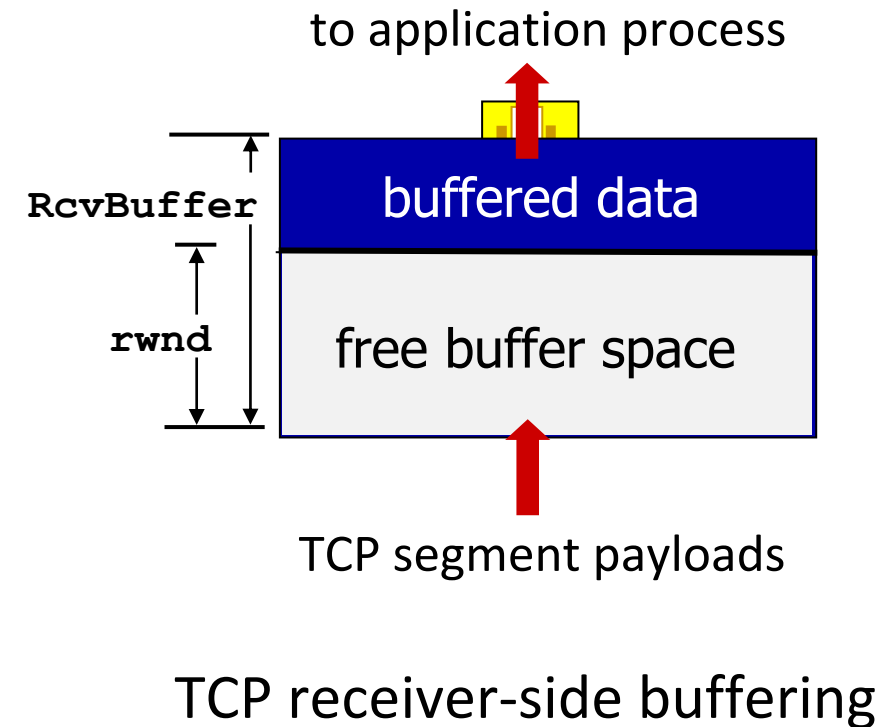 to application process
RcvBuffer
buffered data
rwnd
free buffer space
TCP segment payloads
TCP receiver-side buffering